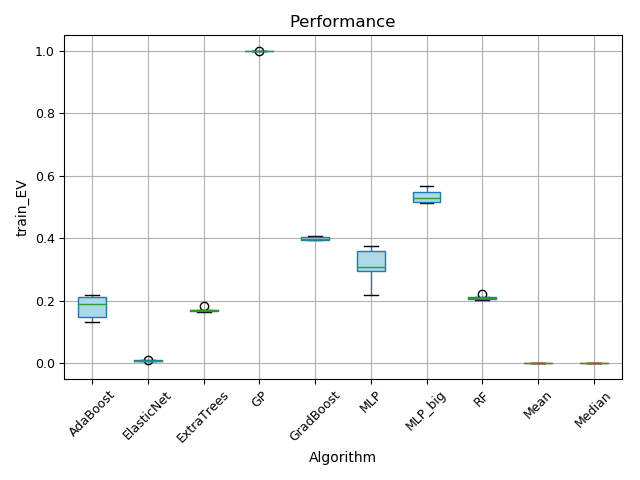 Performance
train_EV
1.0
0.8
0.6
0.4
0.2
0.0
AdaBoost
ElasticNet
ExtraTrees
GP
GradBoost
MLP
MLP_big
RF
Mean
Median
Algorithm